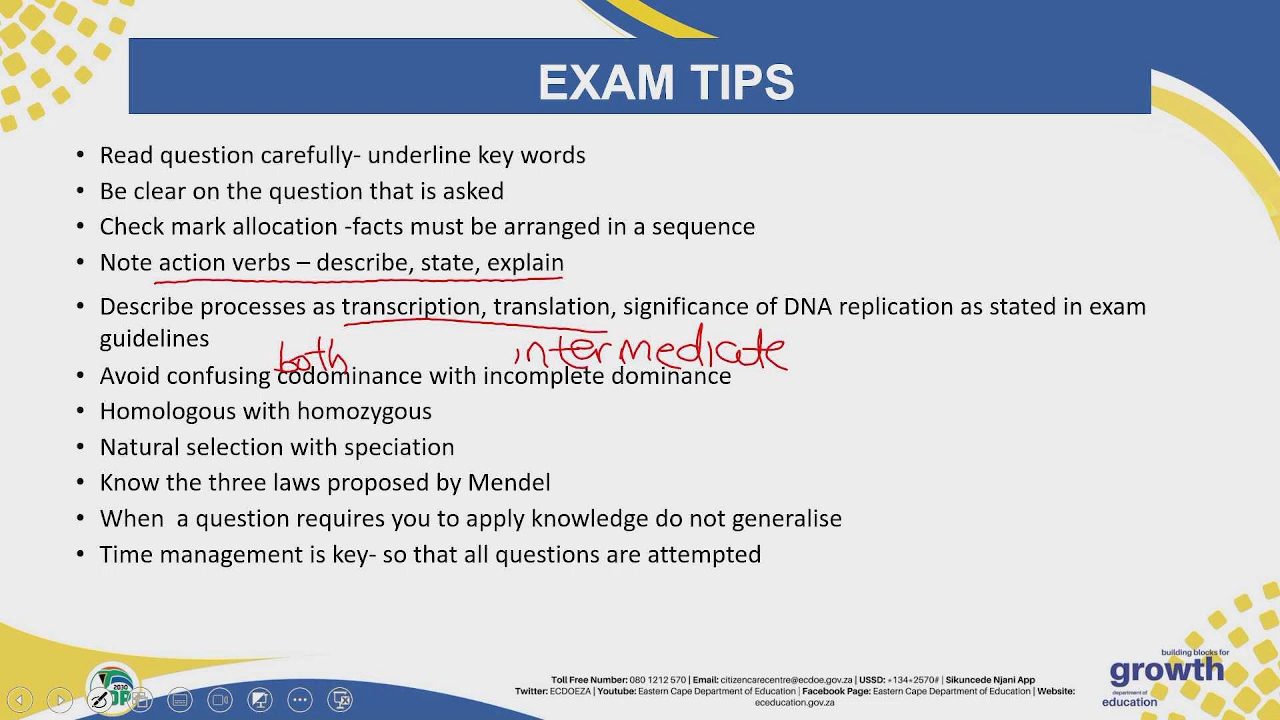 EXAM TIPS
• Read question carefully- underline key words
• Be clear on the question that is asked
• Check mark allocation -facts must be arranged in a sequence
• Note action verbs – describe, state, explain
• Describe processes as transcription, translation, significance of DNA replication as stated in exam
guidelines
both intermedicate
• Avoid confusing codominance with incomplete dominance
• Homologous with homozygous
• Natural selection with speciation
• Know the three laws proposed by Mendel
• When a question requires you to apply knowledge do not generalise
• Time management is key- so that all questions are attempted
2030
Toll Free Number: 080 1212 570 | Email: citizencarecentre@ecdoe.gov.za | USSD: *134*2570# | Sikuncede Njani App
Twitter: ECDOEZA | Youtube: Eastern Cape Department of Education | Facebook Page: Eastern Cape Department of Education | Website:
eceducation.gov.za
building blocks for
growth
department of
education